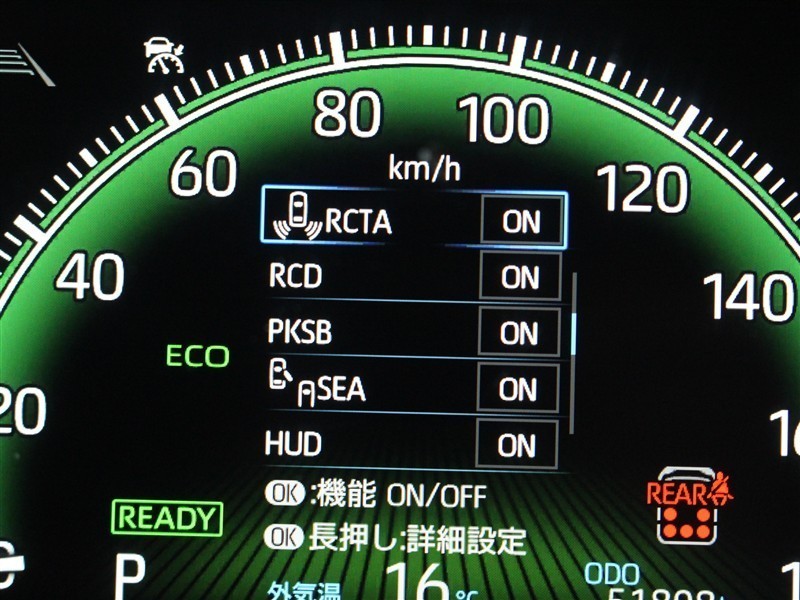 80
100
60
km/h
120
RCTA ON
40
RCD ON
140
PKSB ON
ECO
SEA ON
20
HUD ON
OK:機能 ON/OFF
REAR
READY
OK長押し:詳細設定
P
外気温 16℃
ODO